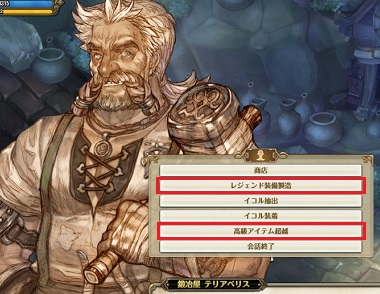 商店
レジェンド装備製造
イコル抽出
イコル装着
高級アイテム超越
会話終了
鍛冶屋 テリアベリス